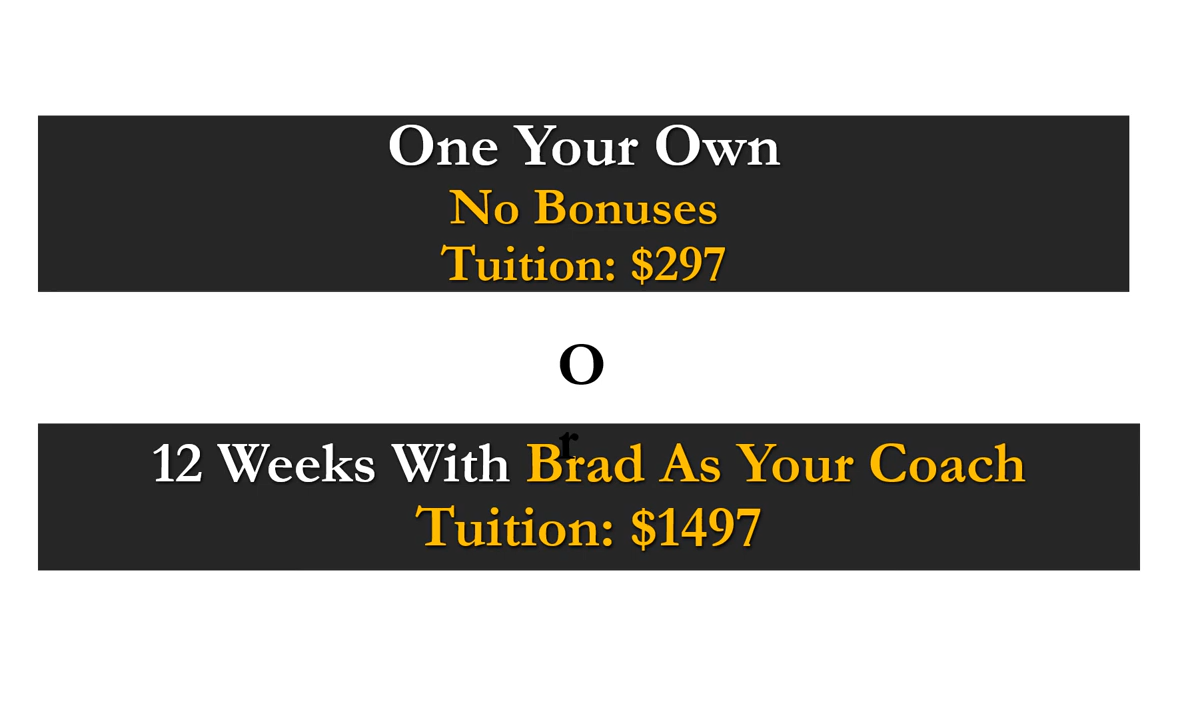 One Your Own
No Bonuses
Tuition: $297
O
r
12 Weeks With Brad As Your Coach
Tuition: $1497